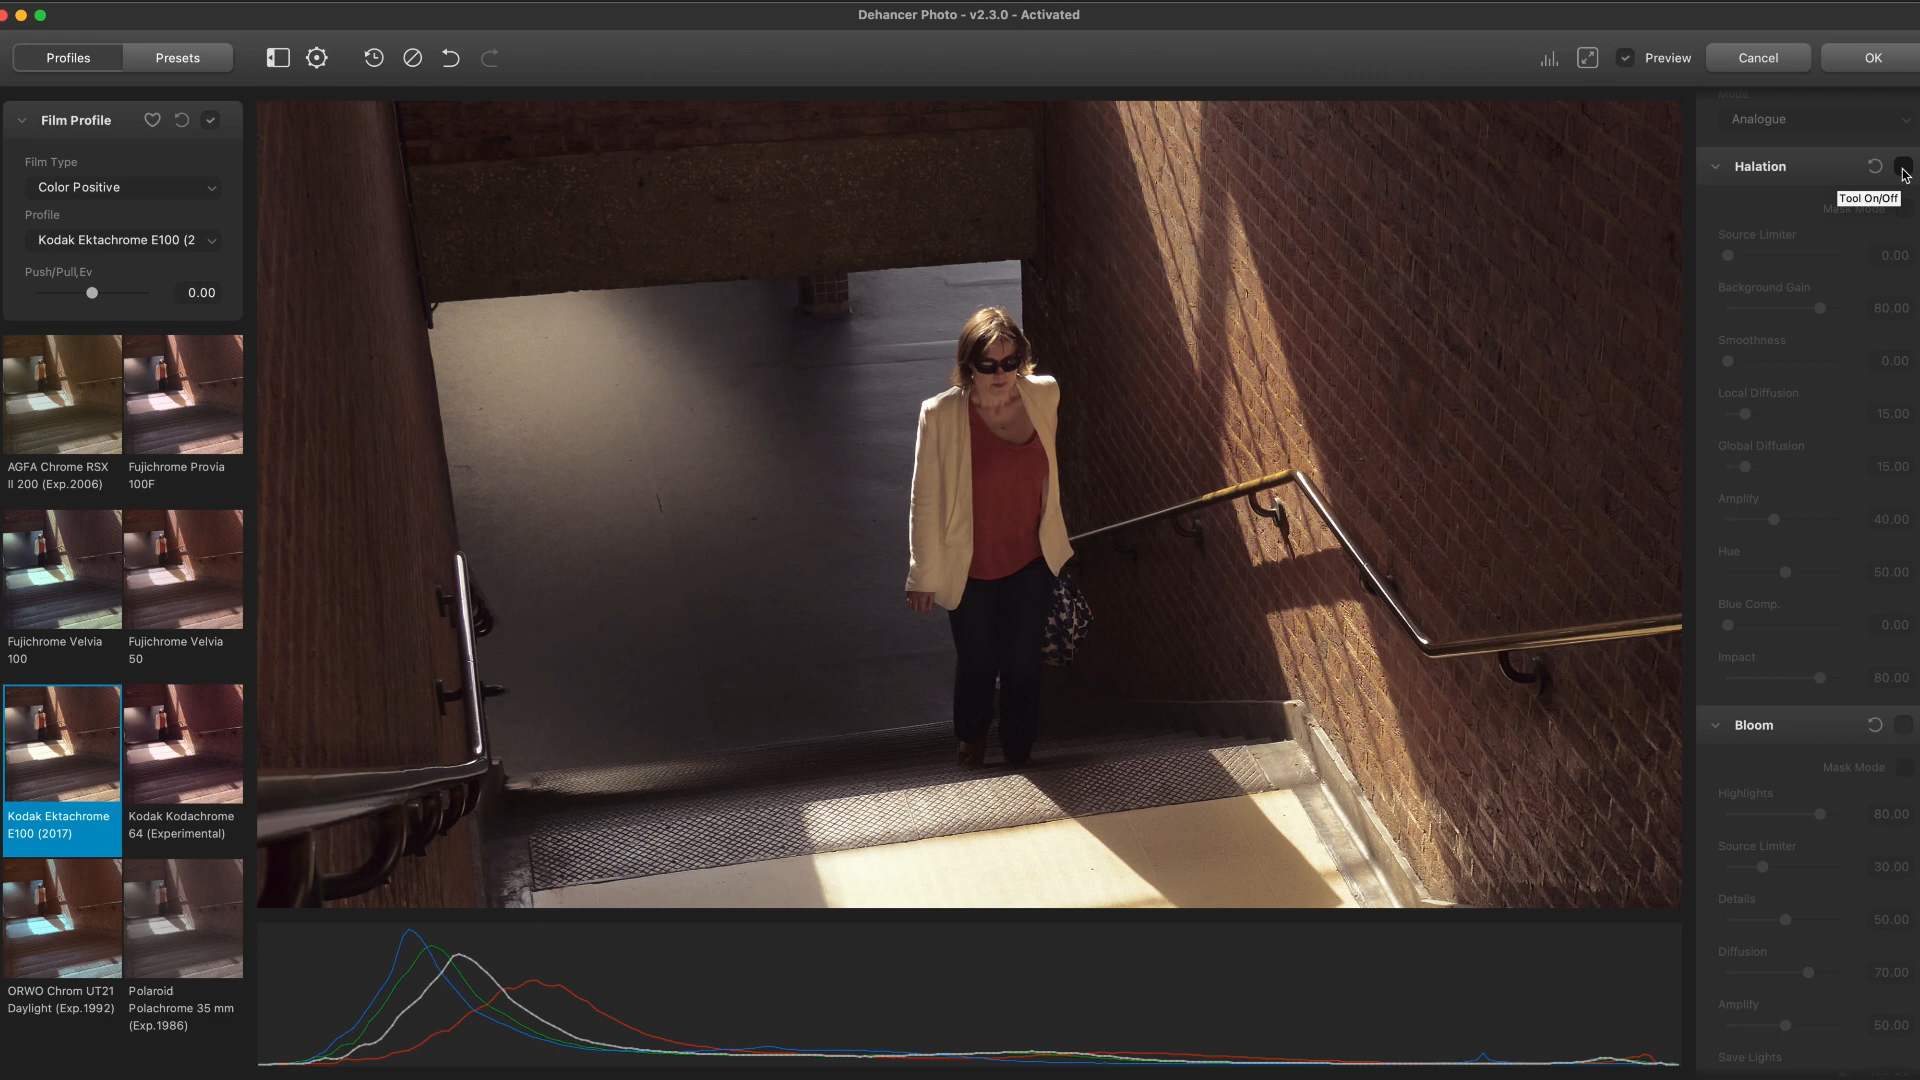 Dehancer Photo - v2.3.0 - Activated
Profiles
Presets
Preview
Cancel
OK
Film Profile
Film Type
Color Positive
Profile
Kodak Ektachrome E100 (2
Push/Pull,Ev
0.00
AGFA Chrome RSX
II 200 (Exp.2006)
Fujichrome Provia
100F
Fujichrome Velvia
100
Fujichrome Velvia
50
Kodak Ektachrome
E100 (2017)
Kodak Kodachrome
64 (Experimental)
ORWO Chrom UT21
Daylight (Exp.1992)
Polaroid
Polachrome 35 mm
(Exp.1986)
Mode
Analogue
Halation
Tool On/Off
Mask Mode
Source Limiter
0.00
Background Gain
80.00
Smoothness
0.00
Local Diffusion
15.00
Global Diffusion
15.00
Amplify
40.00
Hue
50.00
Blue Comp.
0.00
Impact
80.00
Bloom
Mask Mode
Highlights
80.00
Source Limiter
30.00
Details
50.00
Diffusion
70.00
Amplify
50.00
Save Lights